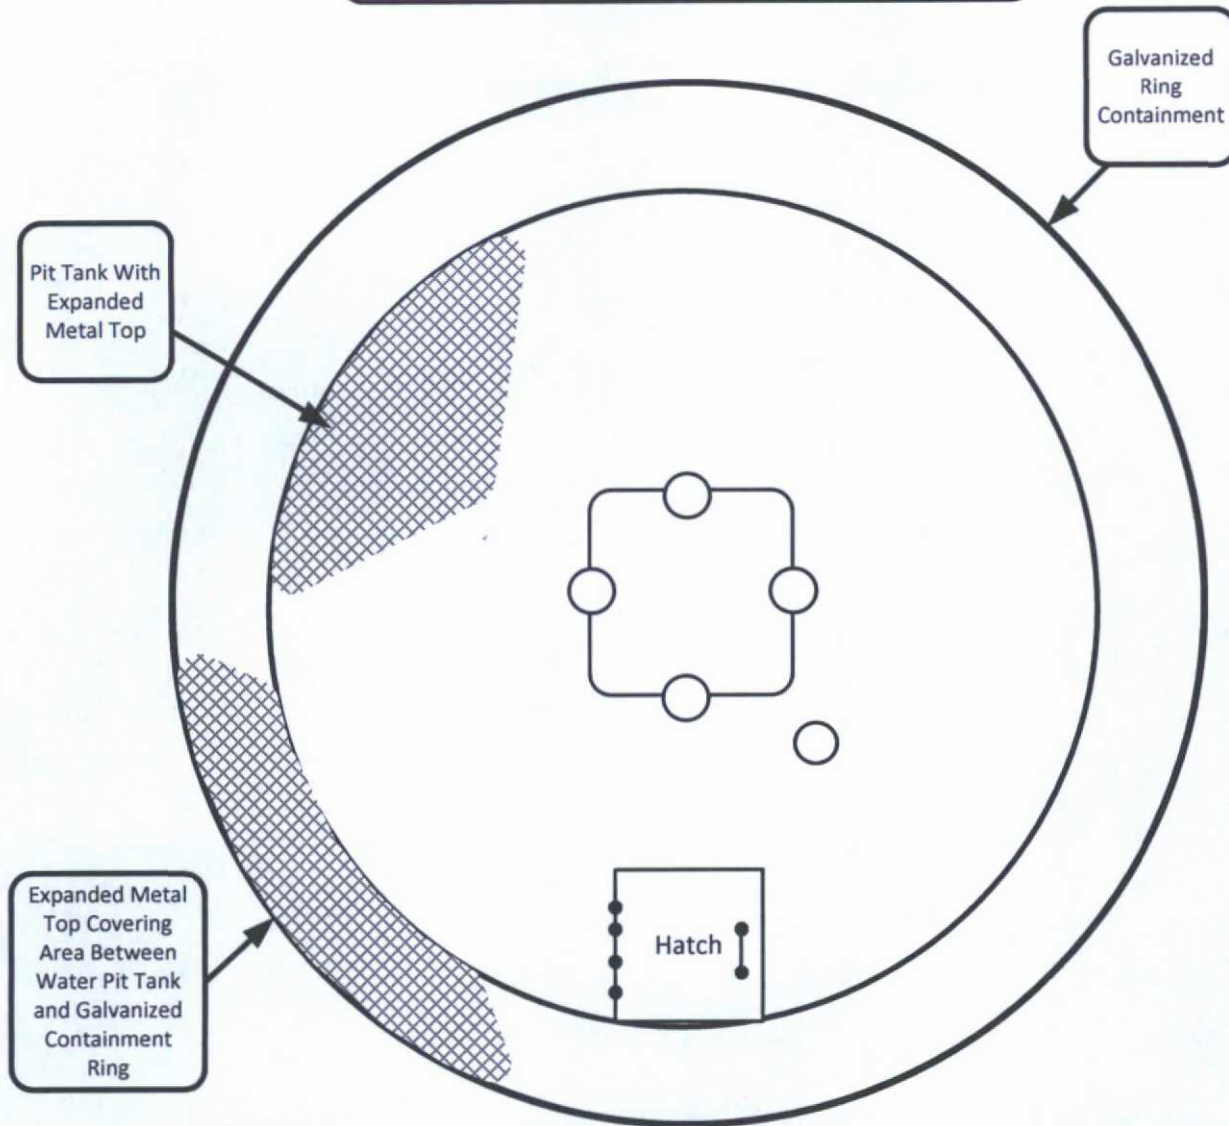 Galvanized
Ring
Containment
Pit Tank With
Expanded
Metal Top
Expanded Metal
Top Covering
Area Between
Water Pit Tank
and Galvanized
Containment
Ring
Hatch